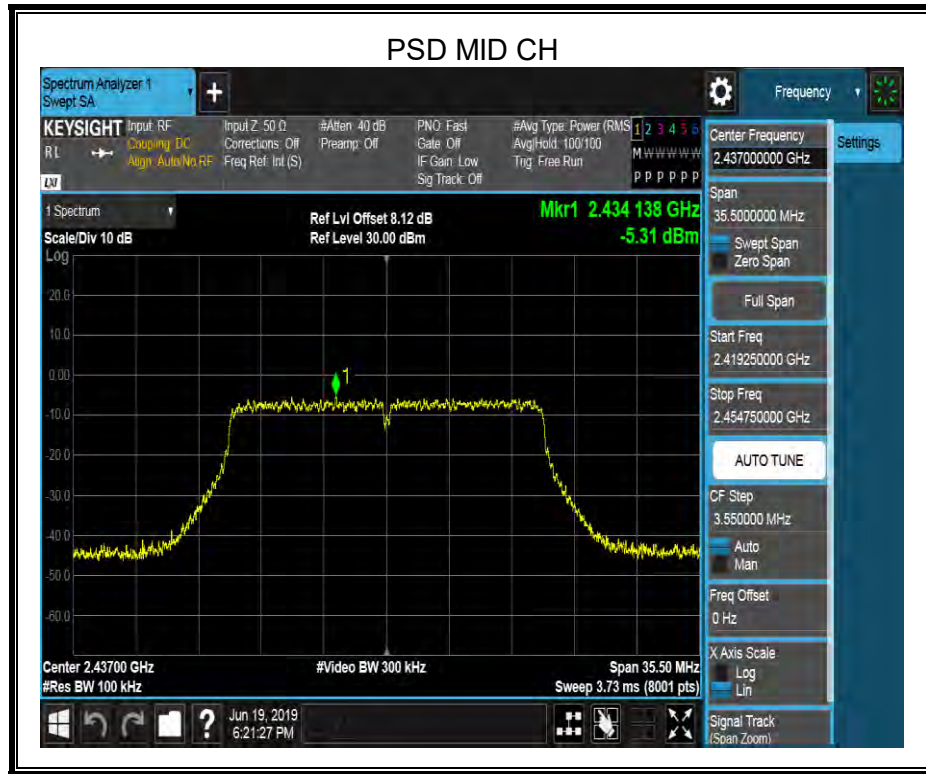 PSD MID CH
Spectrum Analyzer 1
Swept SA
+
Frequency
KEYSIGHT
RL
LXI
Input: RF
Coupling: DC
Align: Auto/No RF
Input Z: 50 Ω
Corrections: Off
Freq Ref: Int (S)
#Atten: 40 dB
Preamp: Off
PNO: Fast
Gate: Off
IF Gain: Low
Sig Track: Off
#Avg Type: Power (RMS
Avg|Hold: 100/100
Trig: Free Run
1 2 3 4 5 6
M W W W W W
P P P P P P
Center Frequency
2.437000000 GHz
Settings
Span
35.5000000 MHz
Swept Span
Zero Span
Full Span
Start Freq
2.419250000 GHz
Stop Freq
2.454750000 GHz
AUTO TUNE
CF Step
3.550000 MHz
Auto
Man
Freq Offset
0 Hz
X Axis Scale
Log
Lin
Signal Track
(Span Zoom)
1 Spectrum
Scale/Div 10 dB
Ref Lvl Offset 8.12 dB
Ref Level 30.00 dBm
Mkr1 2.434 138 GHz
-5.31 dBm
Log
20.0
10.0
0.00
-10.0
-20.0
-30.0
-40.0
-50.0
-60.0
1
Center 2.43700 GHz
#Res BW 100 kHz
#Video BW 300 kHz
Span 35.50 MHz
Sweep 3.73 ms (8001 pts)
?
Jun 19, 2019
6:21:27 PM